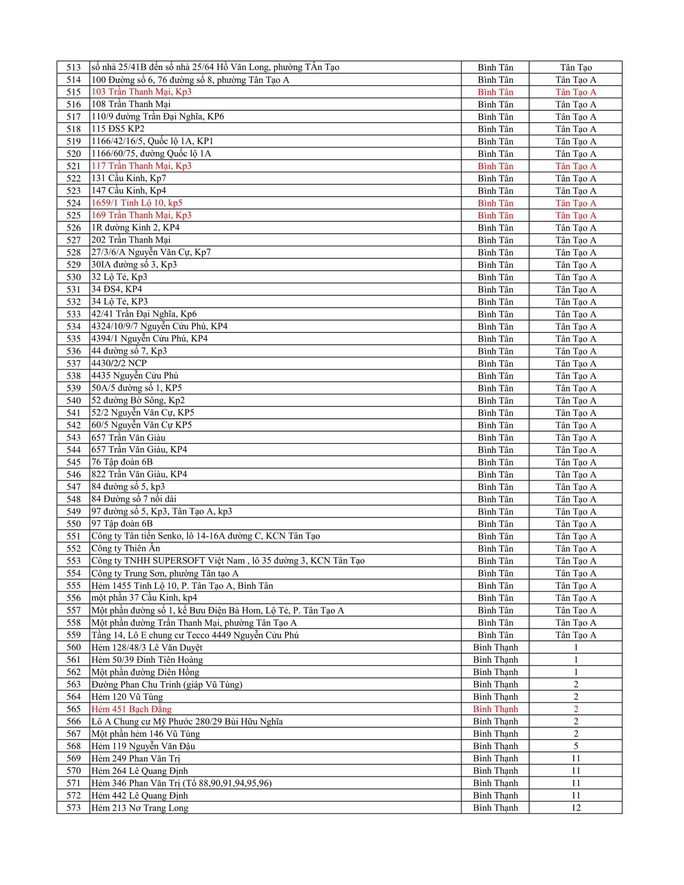 513 số nhà 25/41B đến số nhà 25/64 Hồ Văn Long, phường TÂn Tạo Bình Tân Tân Tạo
514 100 Đường số 6, 76 đường số 8, phường Tân Tạo A Bình Tân Tân Tạo A
515 103 Trần Thanh Mại, Kp3 Bình Tân Tân Tạo A
516 108 Trần Thanh Mại Bình Tân Tân Tạo A
517 110/9 đường Trần Đại Nghĩa, KP6 Bình Tân Tân Tạo A
518 115 ĐS5 KP2 Bình Tân Tân Tạo A
519 1166/42/16/5, Quốc lộ 1A, KP1 Bình Tân Tân Tạo A
520 1166/60/75, đường Quốc lộ 1A Bình Tân Tân Tạo A
521 117 Trần Thanh Mại, Kp3 Bình Tân Tân Tạo A
522 131 Cầu Kinh, Kp7 Bình Tân Tân Tạo A
523 147 Cầu Kinh, Kp4 Bình Tân Tân Tạo A
524 1659/1 Tỉnh Lộ 10, kp5 Bình Tân Tân Tạo A
525 169 Trần Thanh Mại, Kp3 Bình Tân Tân Tạo A
526 1R đường Kinh 2, KP4 Bình Tân Tân Tạo A
527 202 Trần Thanh Mại Bình Tân Tân Tạo A
528 27/3/6/A Nguyễn Văn Cự, Kp7 Bình Tân Tân Tạo A
529 30IA đường số 3, Kp3 Bình Tân Tân Tạo A
530 32 Lộ Tẻ, Kp3 Bình Tân Tân Tạo A
531 34 ĐS4, KP4 Bình Tân Tân Tạo A
532 34 Lộ Tẻ, KP3 Bình Tân Tân Tạo A
533 42/41 Trần Đại Nghĩa, Kp6 Bình Tân Tân Tạo A
534 4324/10/9/7 Nguyễn Cửu Phú, KP4 Bình Tân Tân Tạo A
535 4394/1 Nguyễn Cửu Phú, KP4 Bình Tân Tân Tạo A
536 44 đường số 7, Kp3 Bình Tân Tân Tạo A
537 4430/2/2 NCP Bình Tân Tân Tạo A
538 4435 Nguyễn Cửu Phú Bình Tân Tân Tạo A
539 50A/5 đường số 1, KP5 Bình Tân Tân Tạo A
540 52 đường Bờ Sông, Kp2 Bình Tân Tân Tạo A
541 52/2 Nguyễn Văn Cự, KP5 Bình Tân Tân Tạo A
542 60/5 Nguyễn Văn Cự KP5 Bình Tân Tân Tạo A
543 657 Trần Văn Giàu Bình Tân Tân Tạo A
544 657 Trần Văn Giàu, KP4 Bình Tân Tân Tạo A
545 76 Tập đoàn 6B Bình Tân Tân Tạo A
546 822 Trần Văn Giàu, KP4 Bình Tân Tân Tạo A
547 84 đường số 5, kp3 Bình Tân Tân Tạo A
548 84 Đường số 7 nối dài Bình Tân Tân Tạo A
549 97 đường số 5, Kp3, Tân Tạo A, kp3 Bình Tân Tân Tạo A
550 97 Tập đoàn 6B Bình Tân Tân Tạo A
551 Công ty Tân tiến Senko, lô 14-16A đường C, KCN Tân Tạo Bình Tân Tân Tạo A
552 Công ty Thiên Ân Bình Tân Tân Tạo A
553 Công ty TNHH SUPERSOFT Việt Nam , lô 35 đường 3, KCN Tân Tạo Bình Tân Tân Tạo A
554 Công ty Trung Sơn, phường Tân tạo A Bình Tân Tân Tạo A
555 Hẻm 1455 Tỉnh Lộ 10, P. Tân Tạo A, Bình Tân Bình Tân Tân Tạo A
556 một phần 37 Cầu Kinh, kp4 Bình Tân Tân Tạo A
557 Một phần đường số 1, kế Bưu Điện Bà Hom, Lộ Tẻ, P. Tân Tạo A Bình Tân Tân Tạo A
558 Một phần đường Trần Thanh Mại, phường Tân Tạo A Bình Tân Tân Tạo A
559 Tầng 14, Lô E chung cư Tecco 4449 Nguyễn Cửu Phú Bình Tân Tân Tạo A
560 Hẻm 128/48/3 Lê Văn Duyệt Bình Thạnh 1
561 Hẻm 50/39 Đinh Tiên Hoàng Bình Thạnh 1
562 Một phần đường Diên Hồng Bình Thạnh 1
563 Đường Phan Chu Trinh (giáp Vũ Tùng) Bình Thạnh 2
564 Hẻm 120 Vũ Tùng Bình Thạnh 2
565 Hẻm 451 Bạch Đằng Bình Thạnh 2
566 Lô A Chung cư Mỹ Phước 280/29 Bùi Hữu Nghĩa Bình Thạnh 2
567 Một phần hẻm 146 Vũ Tùng Bình Thạnh 2
568 Hẻm 119 Nguyễn Văn Đậu Bình Thạnh 5
569 Hẻm 249 Phan Văn Trị Bình Thạnh 11
570 Hẻm 264 Lê Quang Định Bình Thạnh 11
571 Hẻm 346 Phan Văn Trị (Tổ 88,90,91,94,95,96) Bình Thạnh 11
572 Hẻm 442 Lê Quang Định Bình Thạnh 11
573 Hẻm 213 Nơ Trang Long Bình Thạnh 12